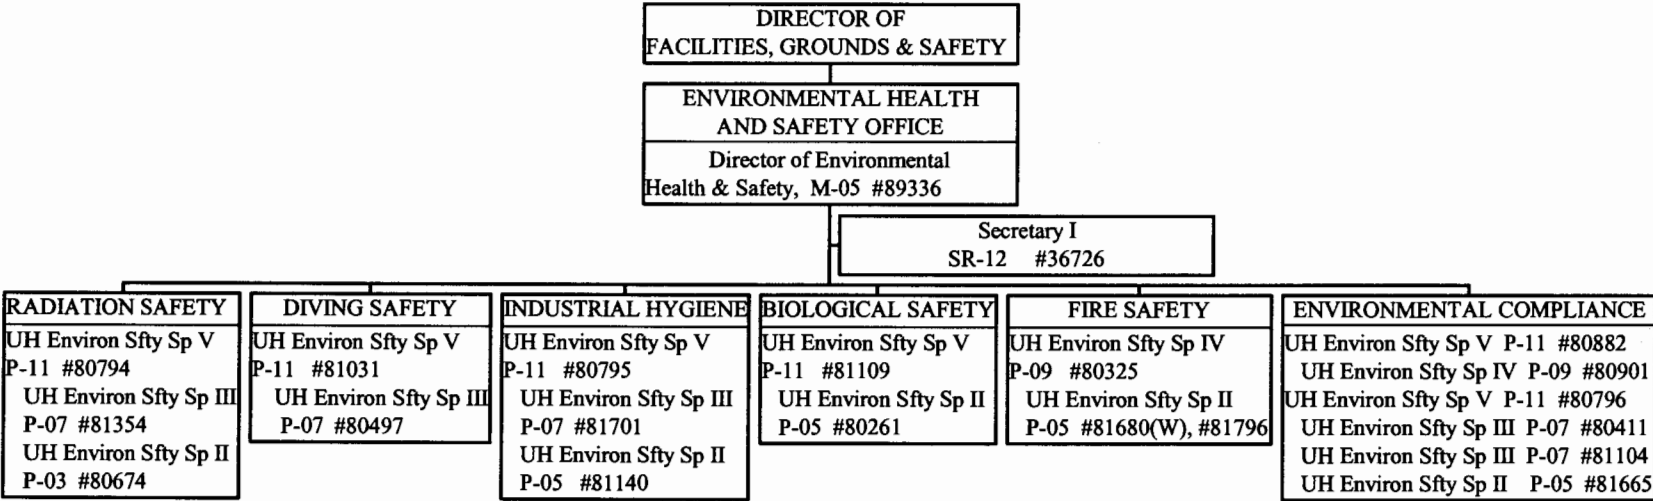 DIRECTOR OF
FACILITIES, GROUNDS & SAFETY
ENVIRONMENTAL HEALTH
AND SAFETY OFFICE
Director of Environmental
Health & Safety, M-05 #89336
Secretary I
SR-12 #36726
RADIATION SAFETY
UH Environ Sfty Sp V
P-11 #80794
UH Environ Sfty Sp III
P-07 #81354
UH Environ Sfty Sp II
P-03 #80674
DIVING SAFETY
UH Environ Sfty Sp V
P-11 #81031
UH Environ Sfty Sp III
P-07 #80497
INDUSTRIAL HYGIENE
UH Environ Sfty Sp V
P-11 #80795
UH Environ Sfty Sp III
P-07 #81701
UH Environ Sfty Sp II
P-05 #81140
BIOLOGICAL SAFETY
UH Environ Sfty Sp V
P-11 #81109
UH Environ Sfty Sp II
P-05 #80261
FIRE SAFETY
UH Environ Sfty Sp IV
P-09 #80325
UH Environ Sfty Sp II
P-05 #81680(W), #81796
ENVIRONMENTAL COMPLIANCE
UH Environ Sfty Sp V P-11 #80882
UH Environ Sfty Sp IV P-09 #80901
UH Environ Sfty Sp V P-11 #80796
UH Environ Sfty Sp III P-07 #80411
UH Environ Sfty Sp III P-07 #81104
UH Environ Sfty Sp II P-05 #81665